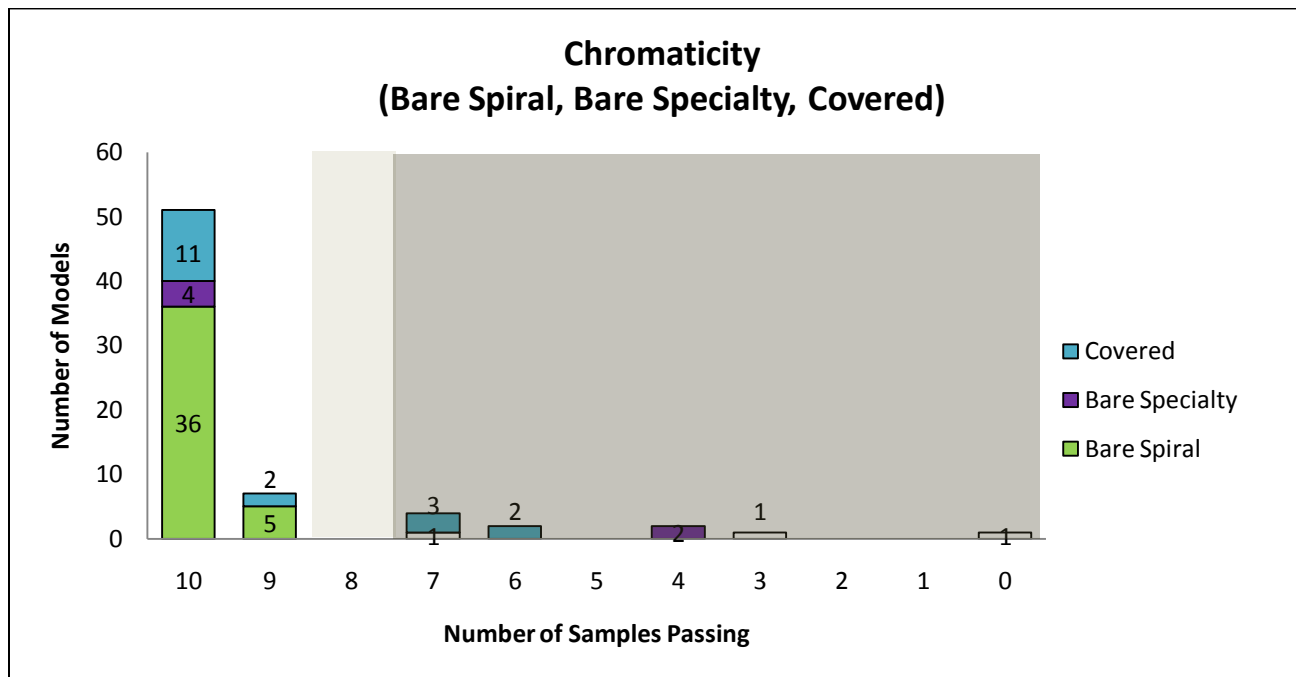 Chromaticity
(Bare Spiral, Bare Specialty, Covered)
Number of Models
60
50
40
30
20
10
0
11
4
36
2
5
3
1
2
2
1
1
10 9 8 7 6 5 4 3 2 1 0
Number of Samples Passing
Covered
Bare Specialty
Bare Spiral